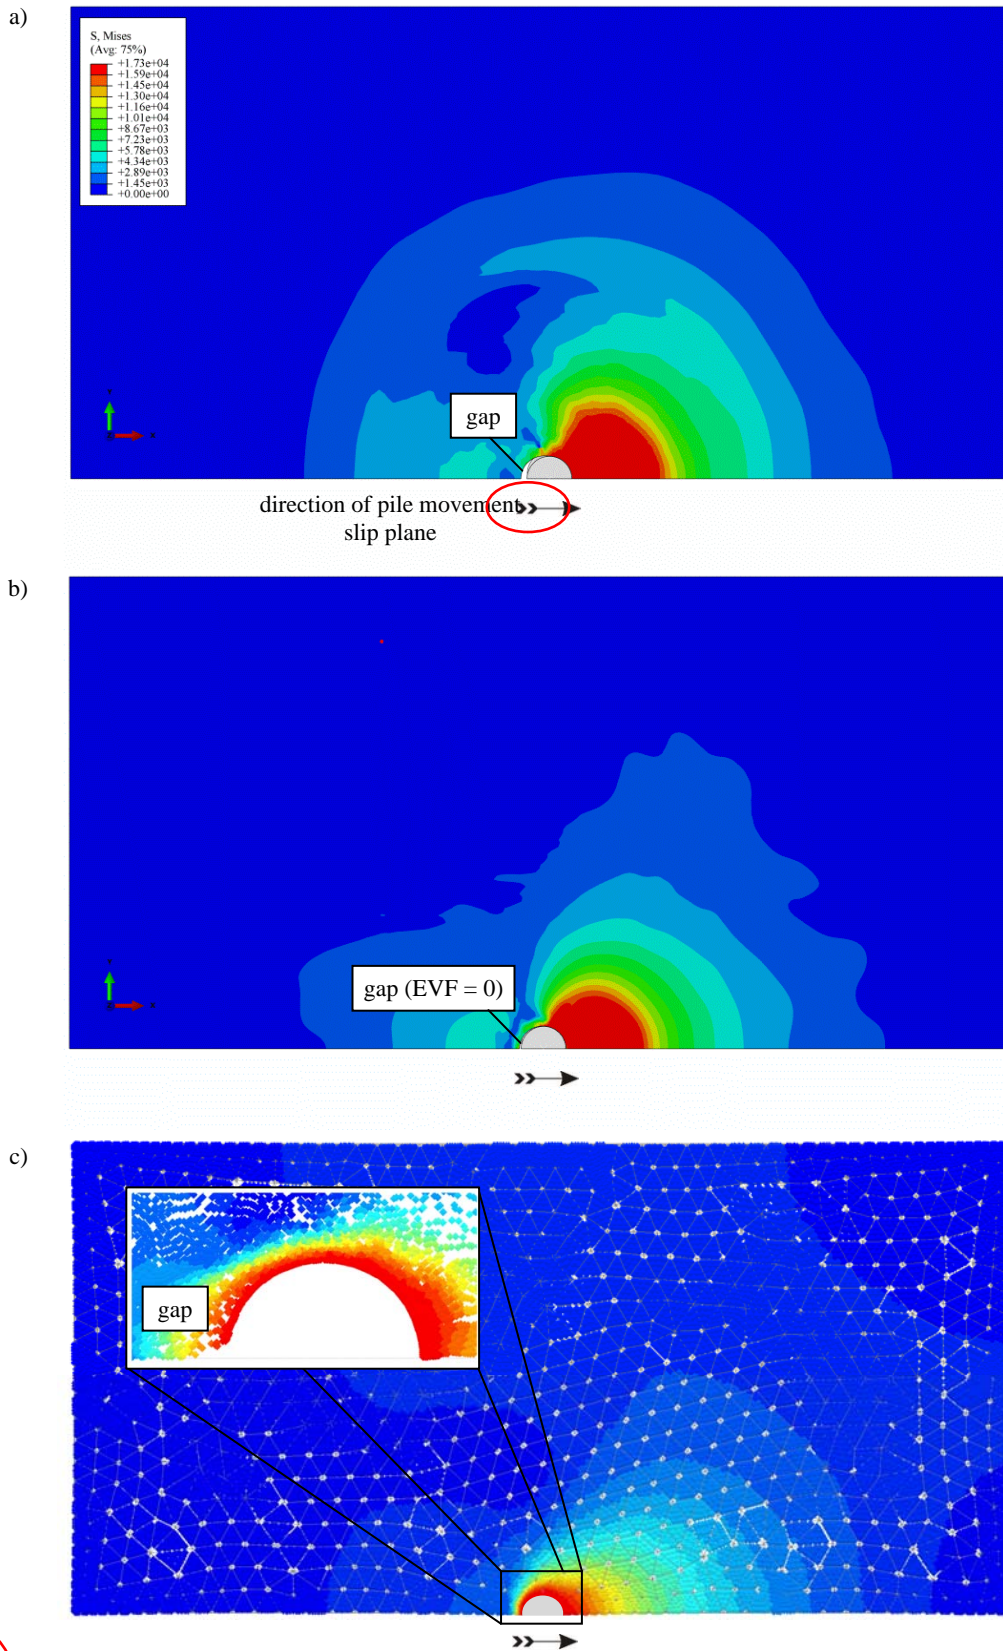 a)
S, Mises
(Avg: 75%)
+1.73e+04
+1.59e+04
+1.45e+04
+1.30e+04
+1.16e+04
+1.01e+04
+8.67e+03
+7.23e+03
+5.78e+03
+4.34e+03
+2.89e+03
+1.45e+03
+0.00e+00
gap
direction of pile movement
slip plane
b)
gap (EVF = 0)
c)
gap